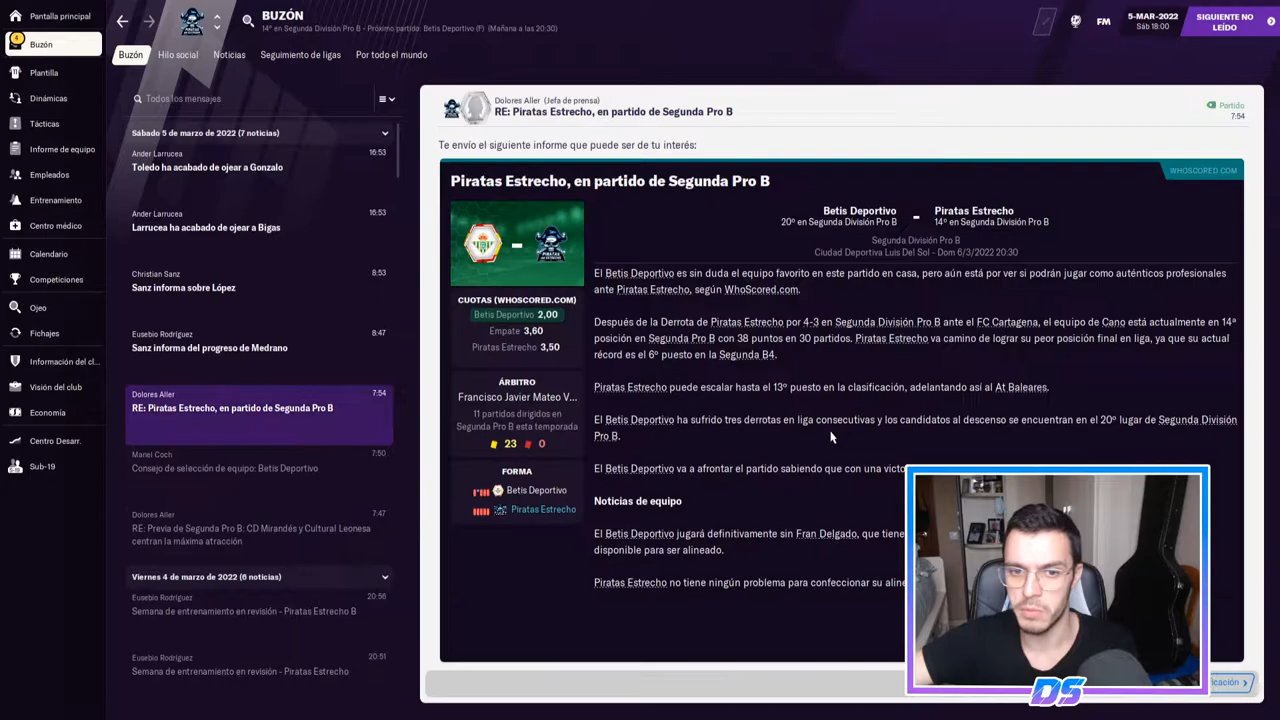 Pantalla principal
4
Buzón
Plantilla
Dinámicas
Tácticas
Informe de equipo
Empleados
Entrenamiento
Centro médico
Calendario
Competiciones
Ojeo
Fichajes
Información del cl...
Visión del club
Economía
Centro Desarr.
Sub-19
BUZÓN
14º en Segunda División Pro B - Próximo partido: Betis Deportivo (F) (Mañana a las 20:30)
FM
5-MAR-2022
Sáb 18:00
SIGUIENTE NO
LEÍDO
Buzón
Hilo social
Noticias
Seguimiento de ligas
Por todo el mundo
Todos los mensajes
Sábado 5 de marzo de 2022 (7 noticias)
Ander Larrucea 16:53
Toledo ha acabado de ojear a Gonzalo
Ander Larrucea 16:53
Larrucea ha acabado de ojear a Bigas
Christian Sanz 8:53
Sanz informa sobre López
Eusebio Rodríguez 8:47
Sanz informa del progreso de Medrano
Dolores Aller 7:54
RE: Piratas Estrecho, en partido de Segunda Pro B
Manel Coch 7:50
Consejo de selección de equipo: Betis Deportivo
Dolores Aller 7:47
RE: Previa de Segunda Pro B: CD Mirandés y Cultural Leonesa
centran la máxima atracción
Viernes 4 de marzo de 2022 (6 noticias)
Eusebio Rodríguez 20:56
Semana de entrenamiento en revisión - Piratas Estrecho B
Eusebio Rodríguez 20:51
Semana de entrenamiento en revisión - Piratas Estrecho
Dolores Aller (Jefa de prensa)
RE: Piratas Estrecho, en partido de Segunda Pro B
Partido
7:54
Te envío el siguiente informe que puede ser de tu interés:
WHOSCORED.COM
Piratas Estrecho, en partido de Segunda Pro B
Betis Deportivo - Piratas Estrecho
20º en Segunda División Pro B 14º en Segunda División Pro B
Segunda División Pro B
Ciudad Deportiva Luis Del Sol - Dom 6/3/2022 20:30
CUOTAS (WHOSCORED.COM)
Betis Deportivo 2,00
Empate 3,60
Piratas Estrecho 3,50
ÁRBITRO
Francisco Javier Mateo V...
11 partidos dirigidos en
Segunda Pro B esta temporada
23 0
FORMA
Betis Deportivo
Piratas Estrecho
El Betis Deportivo es sin duda el equipo favorito en este partido en casa, pero aún está por ver si podrán jugar como auténticos profesionales
ante Piratas Estrecho, según WhoScored.com.
Después de la Derrota de Piratas Estrecho por 4-3 en Segunda División Pro B ante el FC Cartagena, el equipo de Cano está actualmente en 14ª
posición en Segunda Pro B con 38 puntos en 30 partidos. Piratas Estrecho va camino de lograr su peor posición final en liga, ya que su actual
récord es el 6º puesto en la Segunda B4.
Piratas Estrecho puede escalar hasta el 13º puesto en la clasificación, adelantando así al At Baleares.
El Betis Deportivo ha sufrido tres derrotas en liga consecutivas y los candidatos al descenso se encuentran en el 20º lugar de Segunda División
Pro B.
El Betis Deportivo va a afrontar el partido sabiendo que con una victo
Noticias de equipo
El Betis Deportivo jugará definitivamente sin Fran Delgado, que tiene
disponible para ser alineado.
Piratas Estrecho no tiene ningún problema para confeccionar su aline
icación
DS